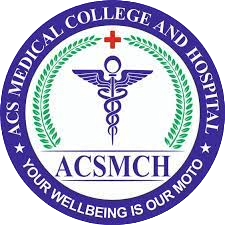 ACS MEDICAL COLLEGE AND HOSPITAL
ACSMCH
YOUR WELLBEING IS OUR MOTO